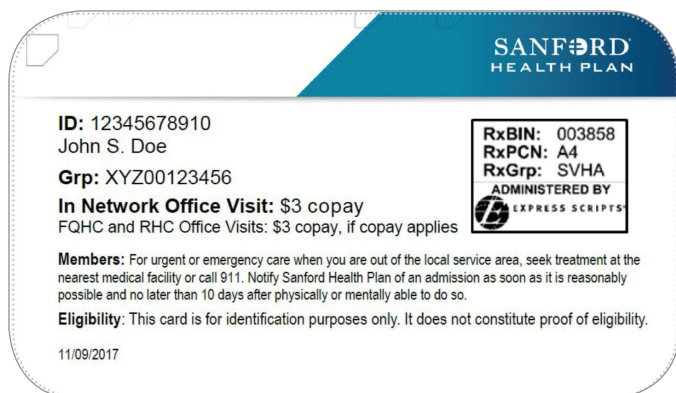 SANFORD
HEALTH PLAN
ID: 12345678910
John S. Doe
Grp: XYZ00123456
In Network Office Visit: $3 copay
FQHC and RHC Office Visits: $3 copay, if copay applies
RxBIN: 003858
RxPCN: A4
RxGrp: SVHA
ADMINISTERED BY
EXPRESS SCRIPTS®
Members: For urgent or emergency care when you are out of the local service area, seek treatment at the
nearest medical facility or call 911. Notify Sanford Health Plan of an admission as soon as it is reasonably
possible and no later than 10 days after physically or mentally able to do so.
Eligibility: This card is for identification purposes only. It does not constitute proof of eligibility.
11/09/2017